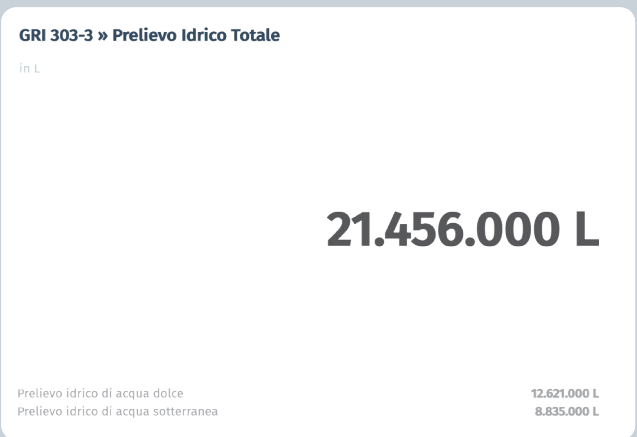 GRI 303-3 » Prelievo Idrico Totale
in L
21.456.000 L
Prelievo idrico di acqua dolce 12.621.000 L
Prelievo idrico di acqua sotterranea 8.835.000 L